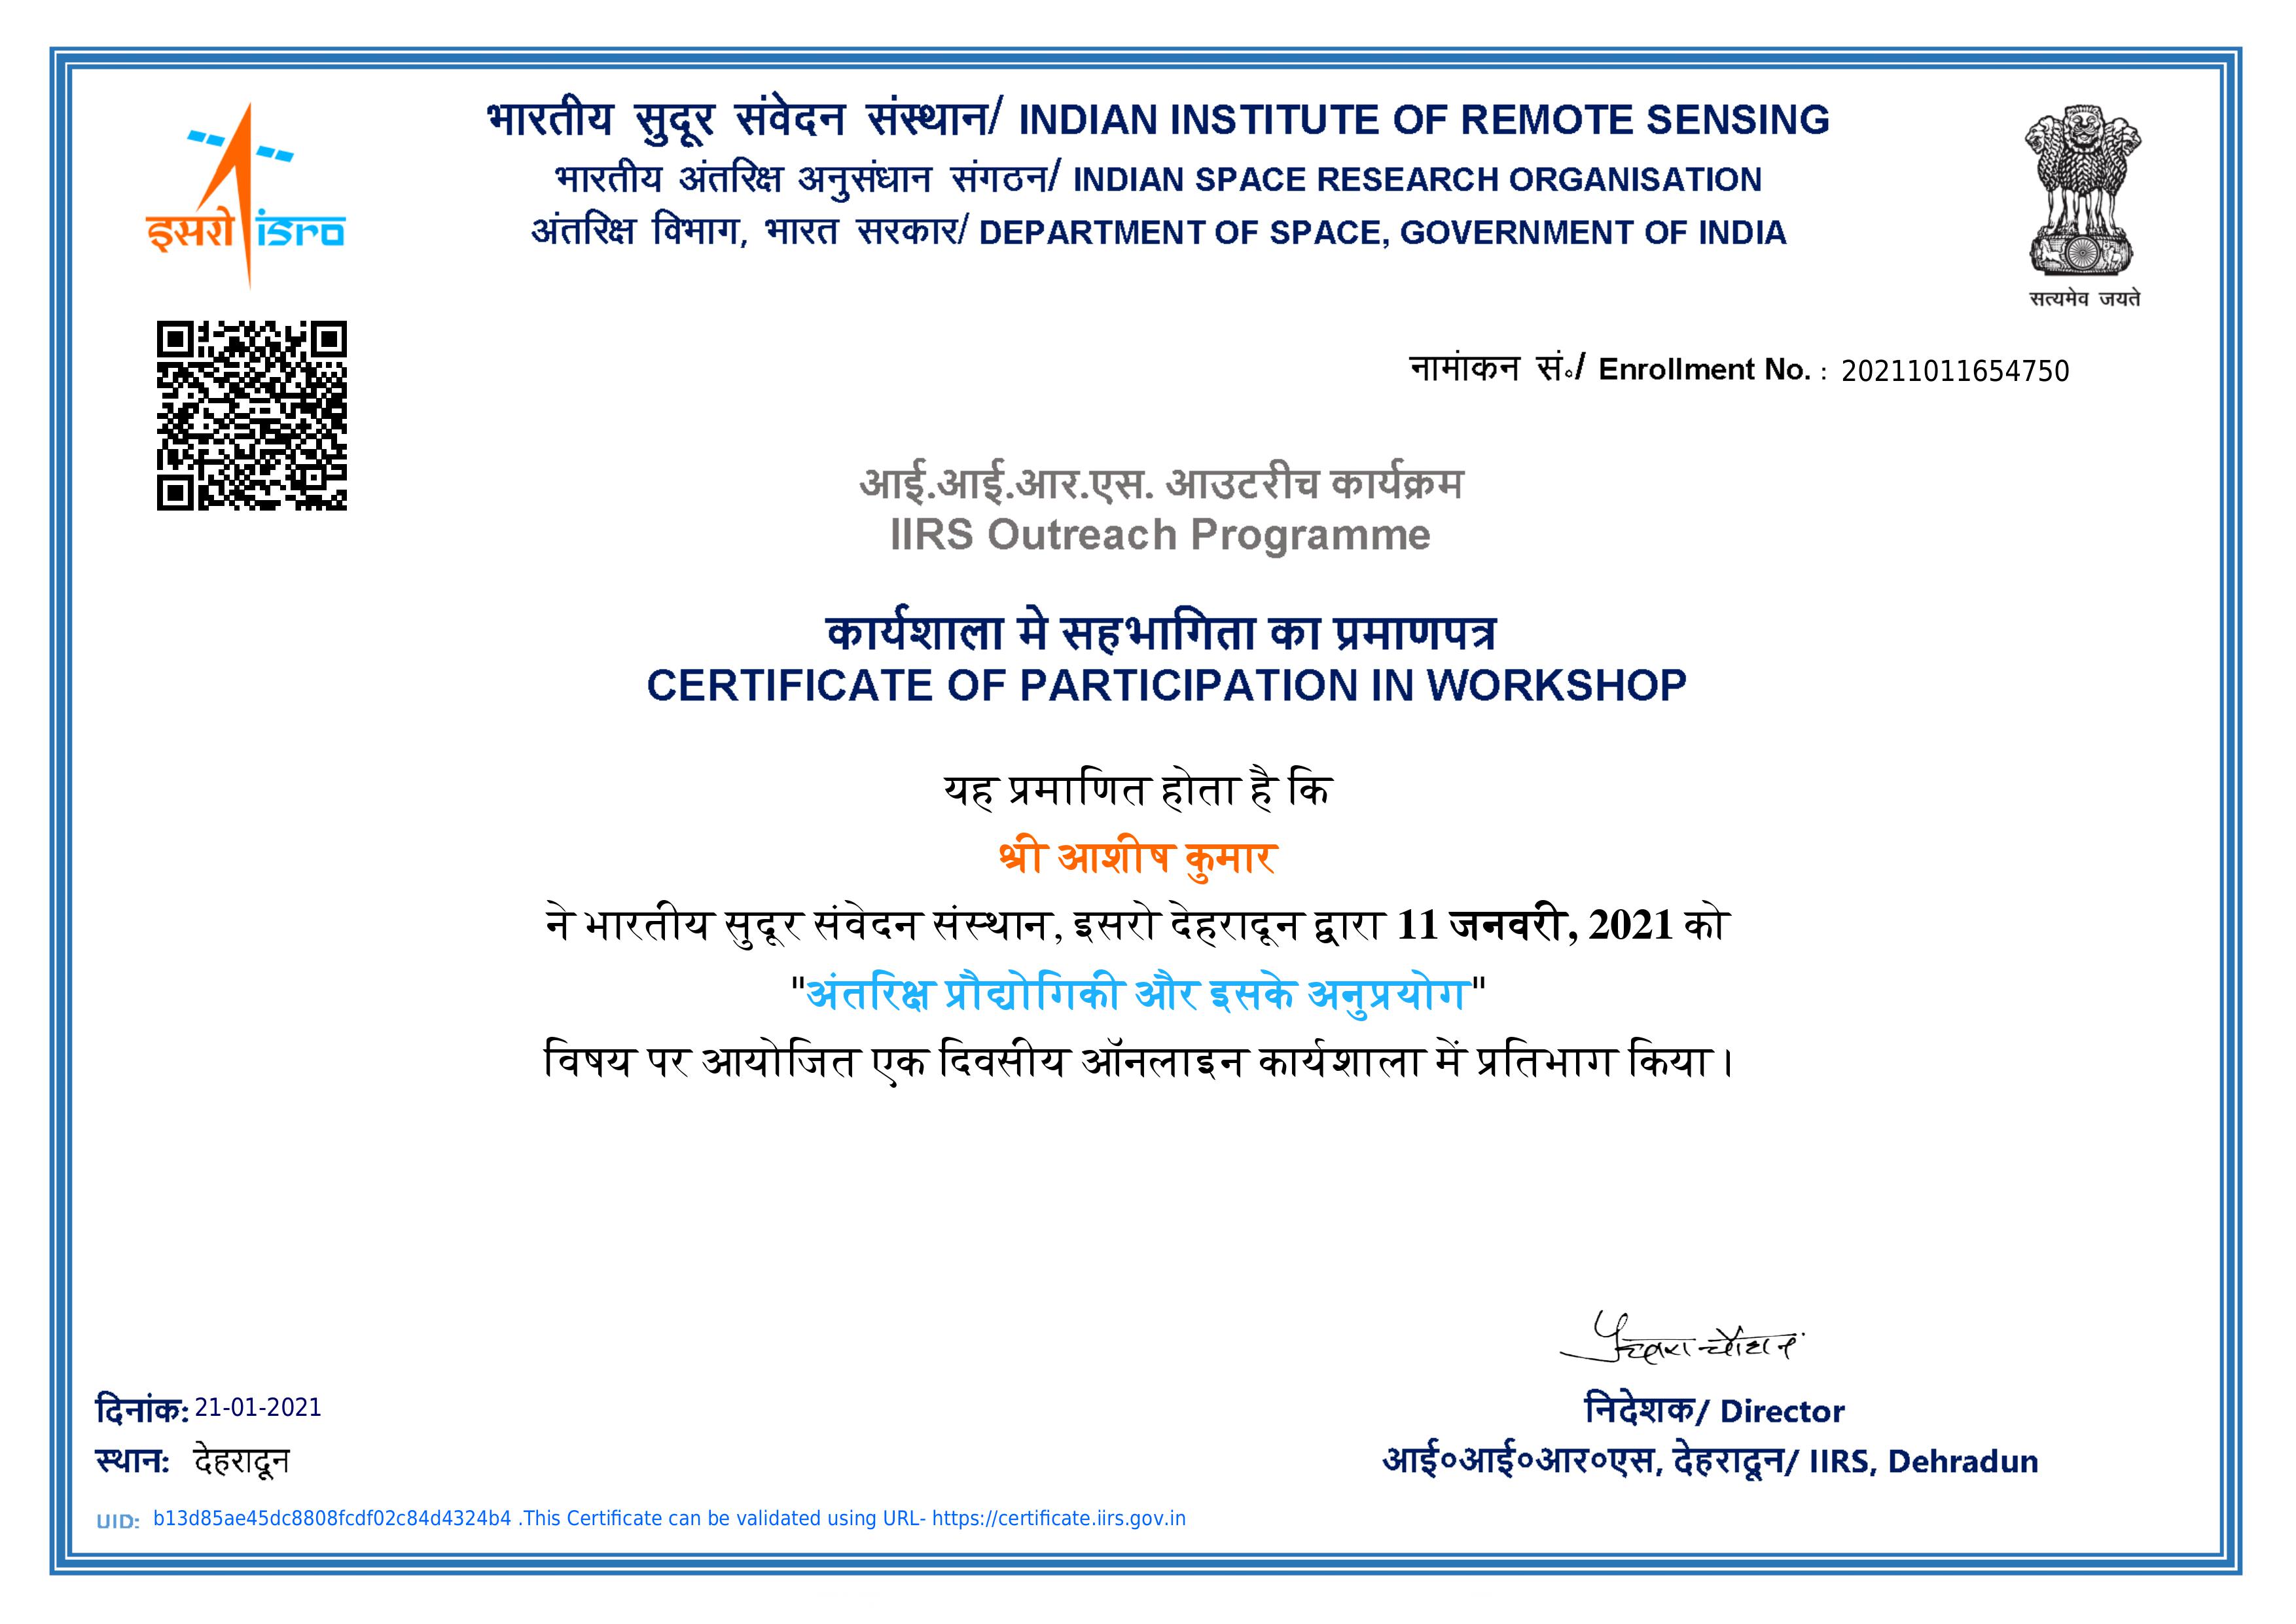 भारतीय सुदूर संवेदन संस्थान/ INDIAN INSTITUTE OF REMOTE SENSING
भारतीय अंतरिक्ष अनुसंधान संगठन/ INDIAN SPACE RESEARCH ORGANISATION
अंतरिक्ष विभाग, भारत सरकार/ DEPARTMENT OF SPACE, GOVERNMENT OF INDIA
इसरो isro
सत्यमेव जयते
नामांकन सं॰/ Enrollment No. : 20211011654750
आई.आई.आर.एस. आउटरीच कार्यक्रम
IIRS Outreach Programme
कार्यशाला मे सहभागिता का प्रमाणपत्र
CERTIFICATE OF PARTICIPATION IN WORKSHOP
यह प्रमाणित होता है कि
श्री आशीष कुमार
ने भारतीय सुदूर संवेदन संस्थान, इसरो देहरादून द्वारा 11 जनवरी, 2021 को
"अंतरिक्ष प्रौद्योगिकी और इसके अनुप्रयोग"
विषय पर आयोजित एक दिवसीय ऑनलाइन कार्यशाला में प्रतिभाग किया।
दिनांक: 21-01-2021
स्थान: देहरादून
निदेशक/ Director
आई०आई०आर०एस, देहरादून/ IIRS, Dehradun
UID: b13d85ae45dc8808fcdf02c84d4324b4 .This Certificate can be validated using URL- https://certificate.iirs.gov.in